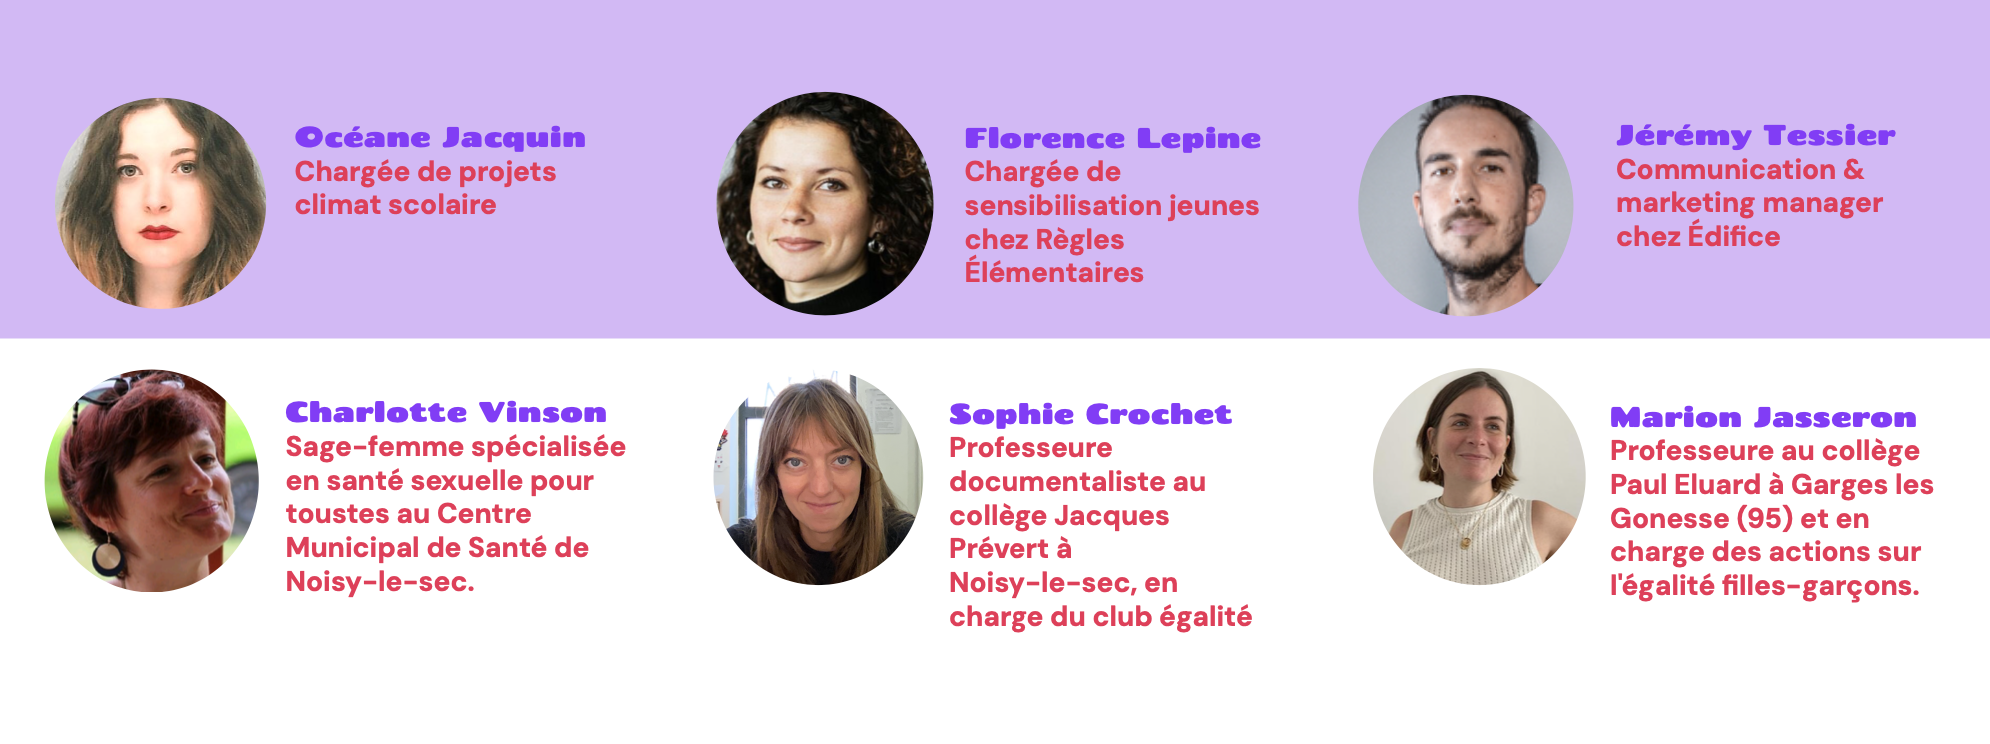 Océane Jacquin
Chargée de projets
climat scolaire
Florence Lepine
Chargée de
sensibilisation jeunes
chez Règles
Élémentaires
Jérémy Tessier
Communication &
marketing manager
chez Édifice
Charlotte Vinson
Sage-femme spécialisée
en santé sexuelle pour
toustes au Centre
Municipal de Santé de
Noisy-le-sec.
Sophie Crochet
Professeure
documentaliste au
collège Jacques
Prévert à
Noisy-le-sec, en
charge du club égalité
Marion Jasseron
Professeure au collège
Paul Eluard à Garges les
Gonesse (95) et en
charge des actions sur
l'égalité filles-garçons.